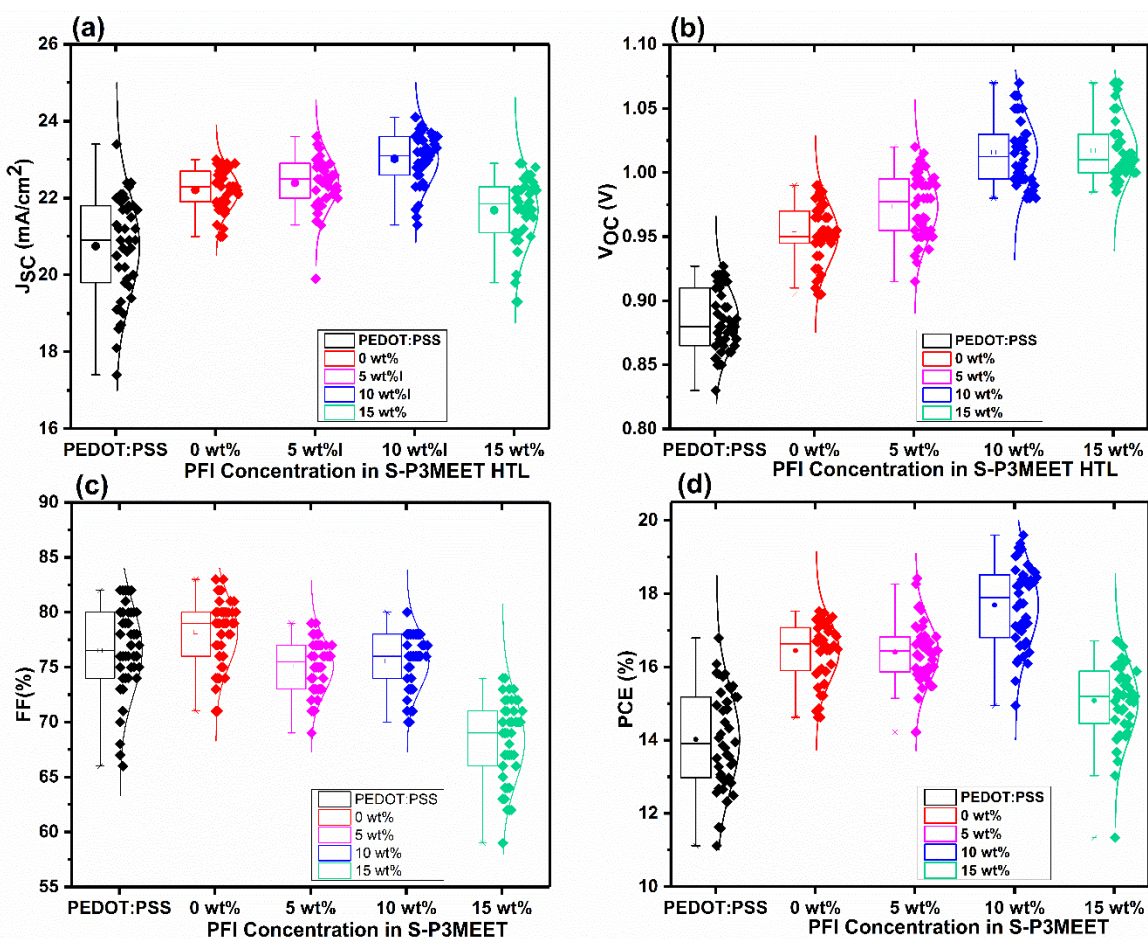 (a)
26
24
22
20
18
16
J_SC (mA/cm²)
PEDOT:PSS
0 wt%
5 wt%I
10 wt%I
15 wt%
PEDOT:PSS 0 wt% 5 wt%I 10 wt%I 15 wt%
PFI Concentration in S-P3MEET HTL
(b)
1.10
1.05
1.00
0.95
0.90
0.85
0.80
V_OC (V)
PEDOT:PSS
0 wt%
5 wt%
10 wt%
15 wt%
PEDOT:PSS 0 wt% 5 wt% 10 wt% 15 wt%
PFI Concentration in S-P3MEET HTL
(c)
90
85
80
75
70
65
60
55
FF(%)
PEDOT:PSS
0 wt%
5 wt%
10 wt%
15 wt%
PEDOT:PSS 0 wt% 5 wt% 10 wt% 15 wt%
PFI Concentration in S-P3MEET
(d)
20
18
16
14
12
10
PCE (%)
PEDOT:PSS
0 wt%
5 wt%
10 wt%
15 wt%
PEDOT:PSS 0 wt% 5 wt% 10 wt% 15 wt%
PFI Concentration in S-P3MEET